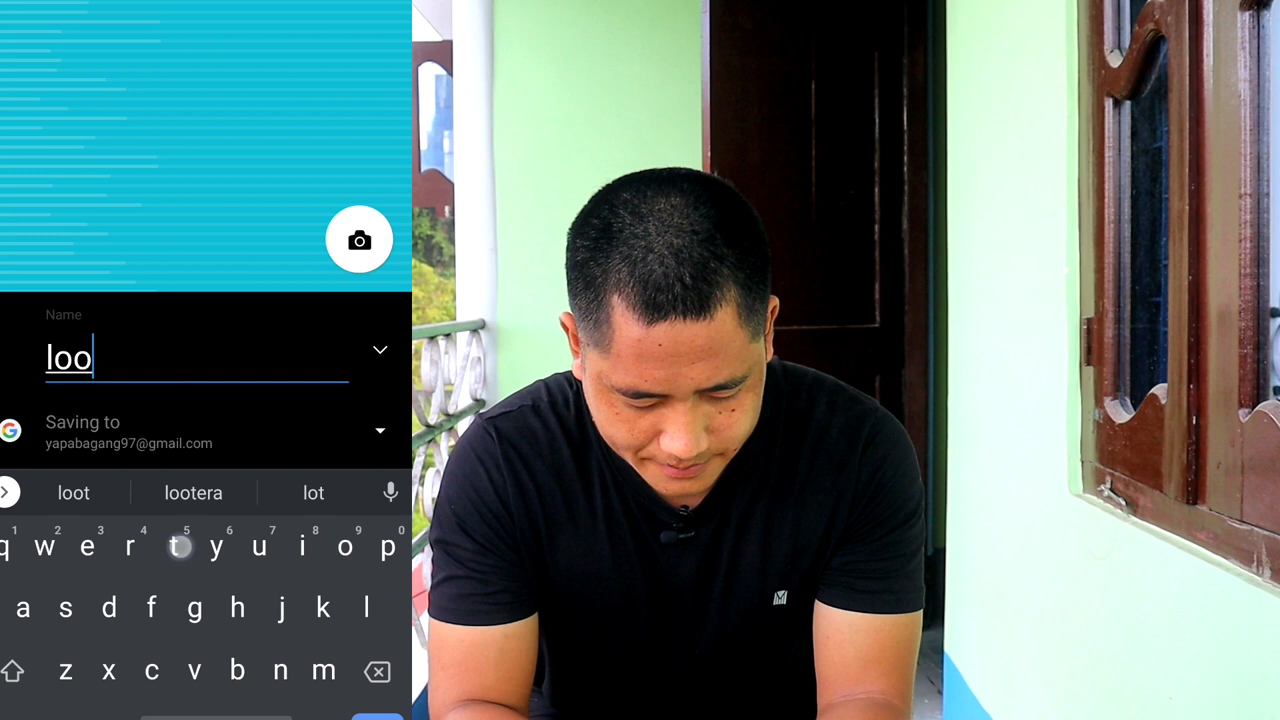 Name
loo
Saving to
yapabagang97@gmail.com
loot lootera lot
1 2 3 4 5 6 7 8 9 0
q w e r t y u i o p
a s d f g h j k l
z x c v b n m